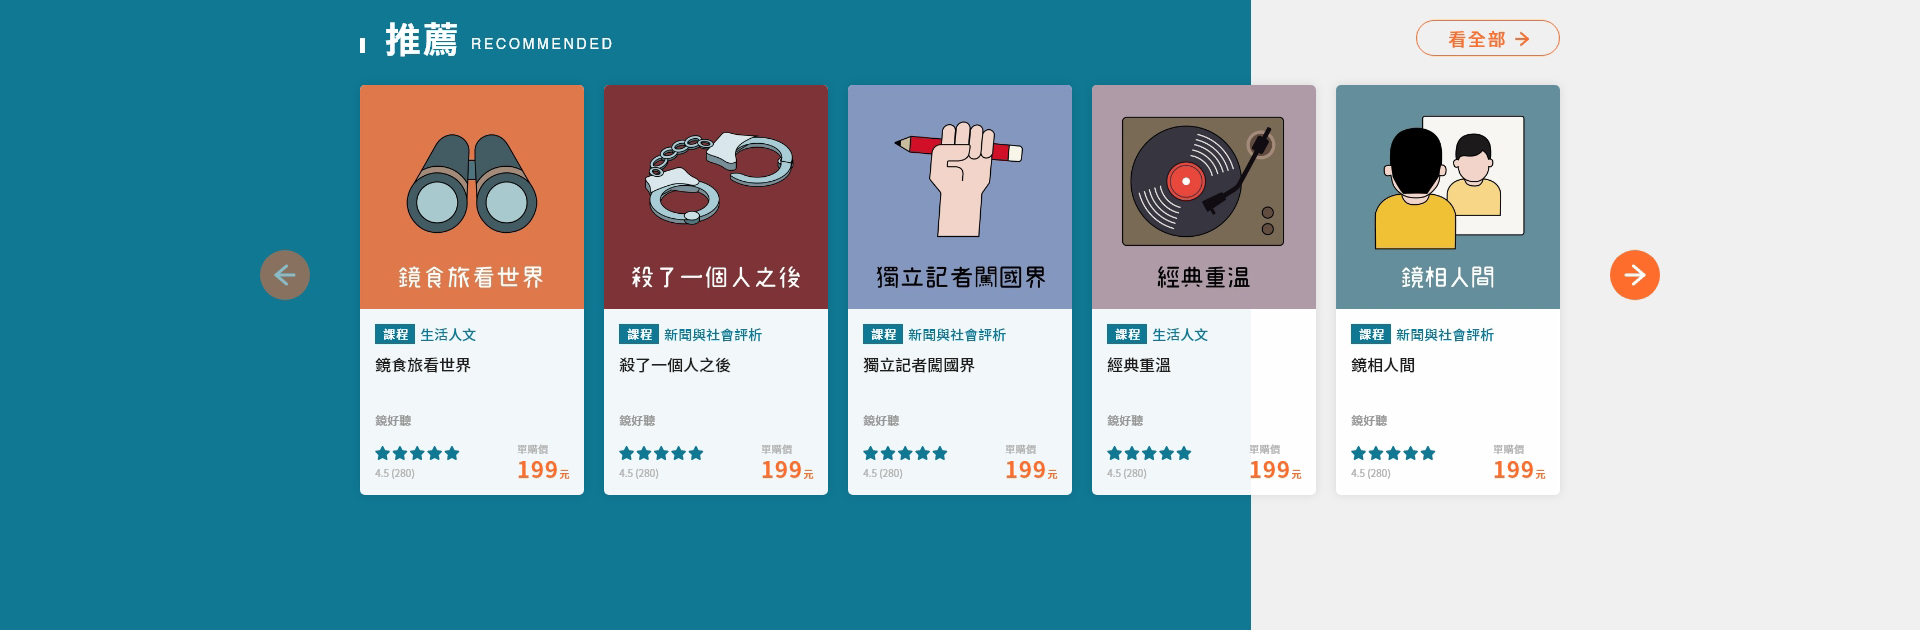 推薦 RECOMMENDED
看全部
鏡食旅看世界
課程 生活人文
鏡食旅看世界
鏡好聽
單購價
4.5 (280)
199元
殺了一個人之後
課程 新聞與社會評析
殺了一個人之後
鏡好聽
單購價
4.5 (280)
199元
獨立記者闖國界
課程 新聞與社會評析
獨立記者闖國界
鏡好聽
單購價
4.5 (280)
199元
經典重溫
課程 生活人文
經典重溫
鏡好聽
單購價
4.5 (280)
199元
鏡相人間
課程 新聞與社會評析
鏡相人間
鏡好聽
單購價
4.5 (280)
199元